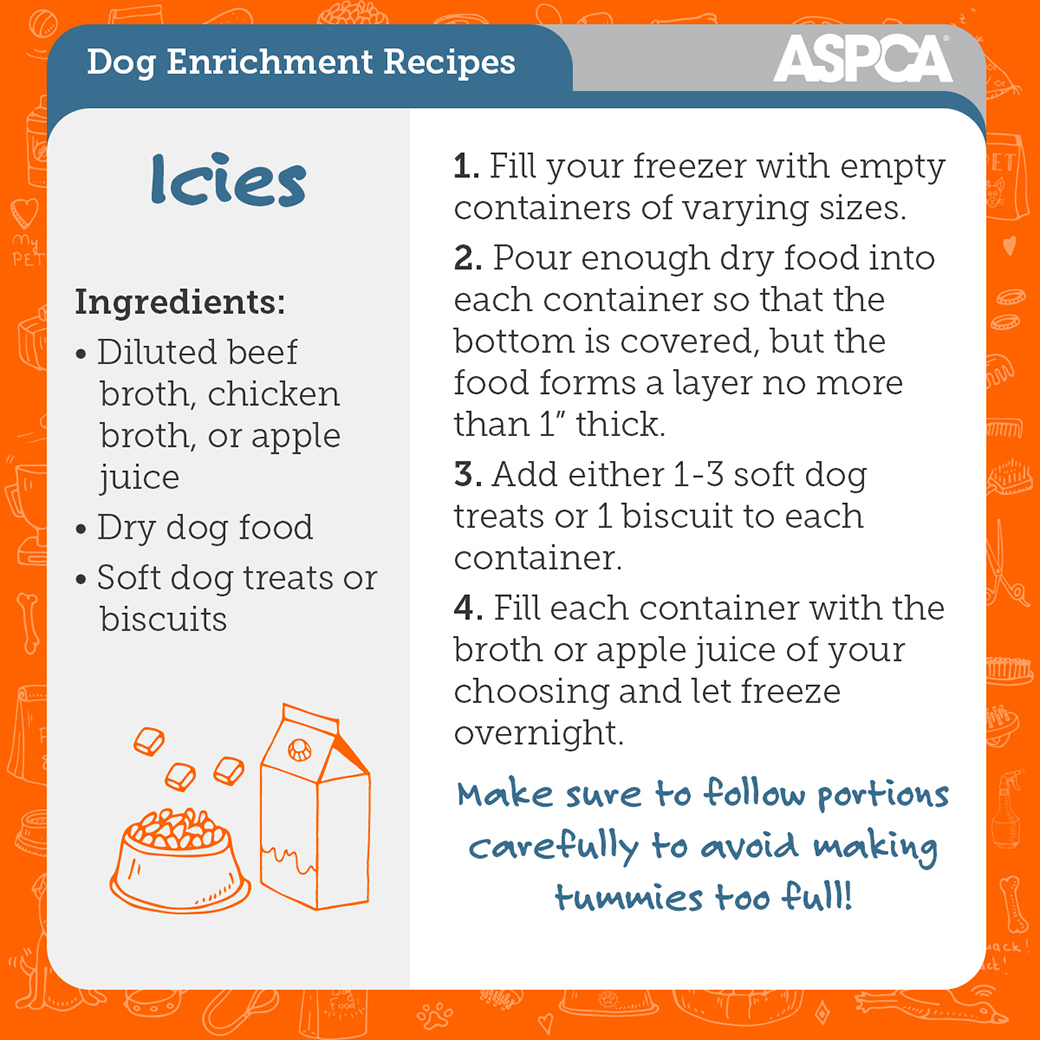 Dog Enrichment Recipes
ASPCA®
Icies
Ingredients:
• Diluted beef
broth, chicken
broth, or apple
juice
• Dry dog food
• Soft dog treats or
biscuits
1. Fill your freezer with empty
containers of varying sizes.
2. Pour enough dry food into
each container so that the
bottom is covered, but the
food forms a layer no more
than 1” thick.
3. Add either 1-3 soft dog
treats or 1 biscuit to each
container.
4. Fill each container with the
broth or apple juice of your
choosing and let freeze
overnight.
Make sure to follow portions
carefully to avoid making
tummies too full!
My
PET
PET